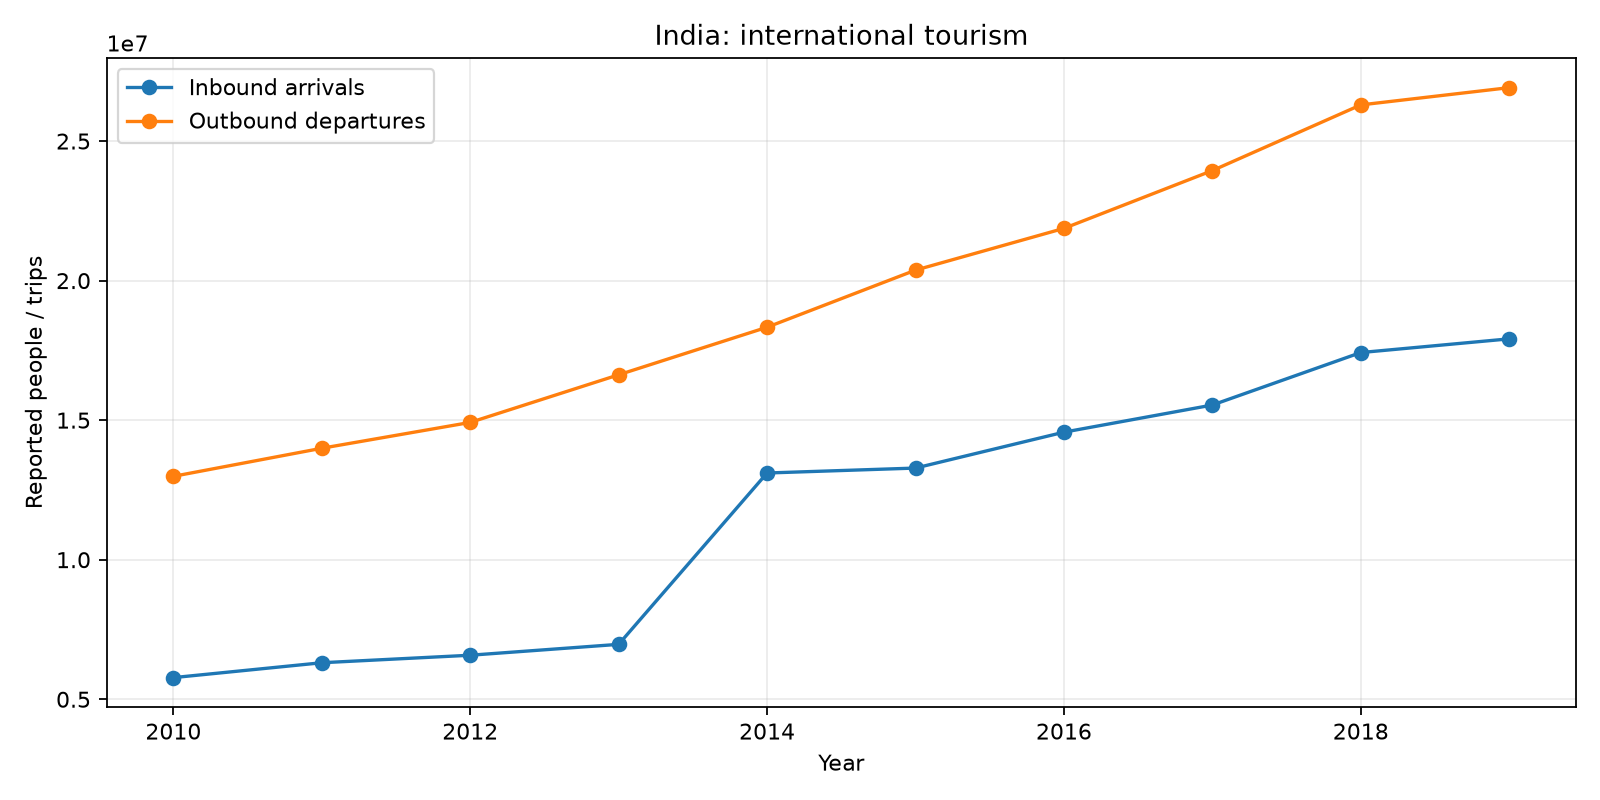 India: international tourism
1e7
Inbound arrivals
Outbound departures
2.5
2.0
1.5
1.0
0.5
Reported people / trips
2010 2012 2014 2016 2018
Year